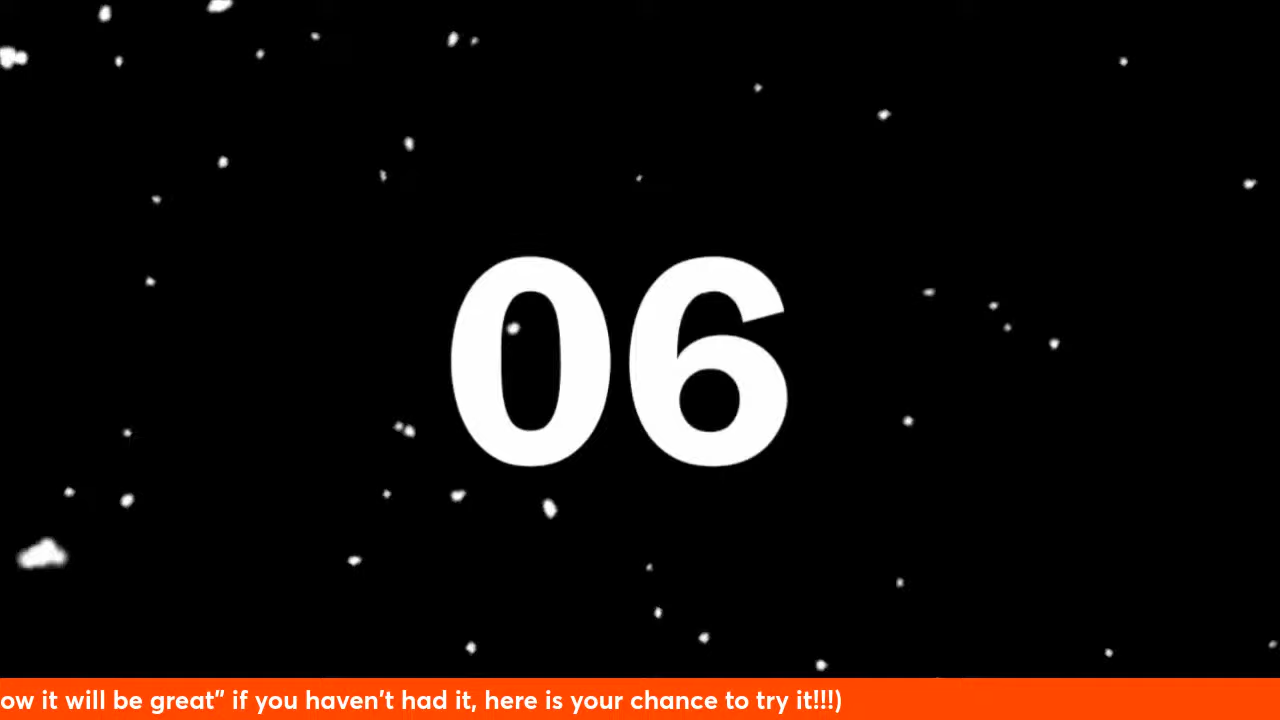 06
ow it will be great” if you haven’t had it, here is your chance to try it!!!)